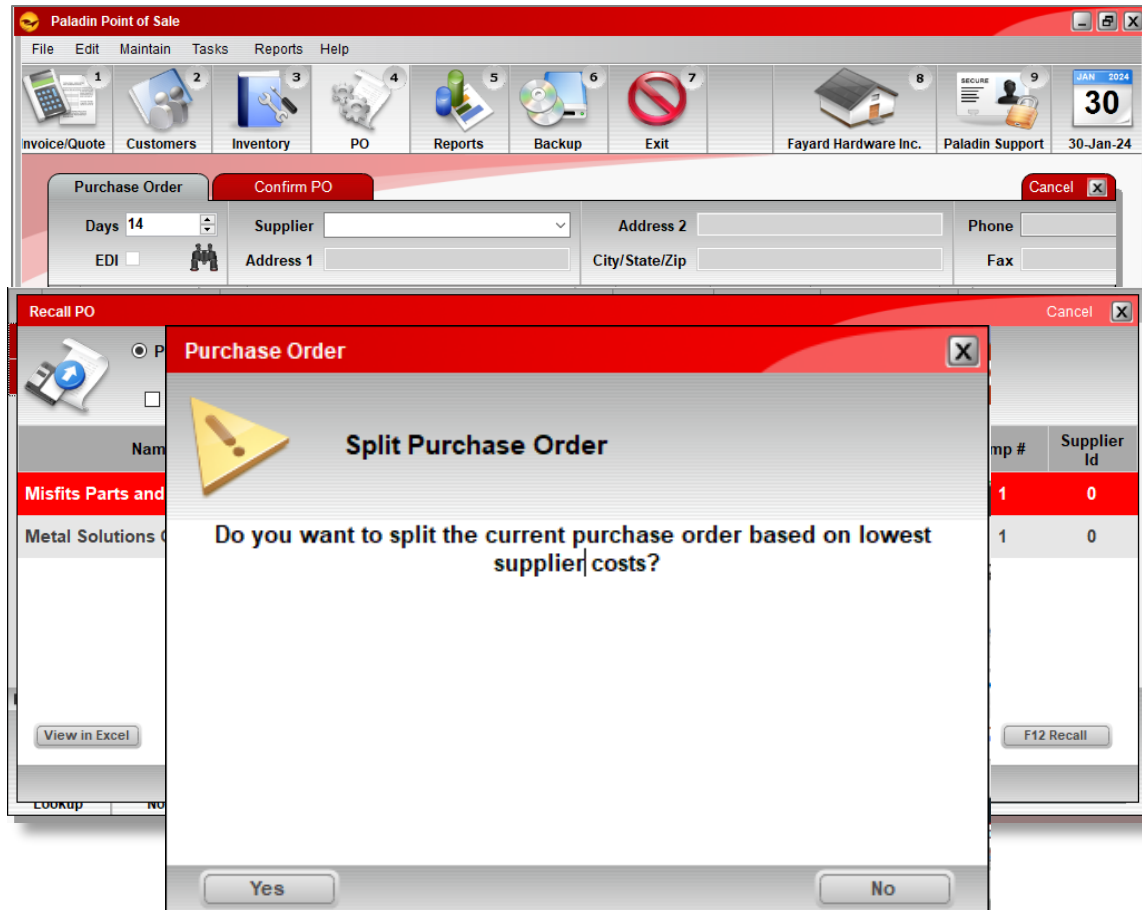 Paladin Point of Sale
File Edit Maintain Tasks Reports Help
1 2 3 4 5 6 7 8 SECURE 9 JAN 2024
30
nvoice/Quote Customers Inventory PO Reports Backup Exit Fayard Hardware Inc. Paladin Support 30-Jan-24
Purchase Order Confirm PO Cancel
Days 14 Supplier Address 2 Phone
EDI Address 1 City/State/Zip Fax
Recall PO Cancel
P
Purchase Order
Split Purchase Order
Nam mp # Supplier
Id
Misfits Parts and 1 0
Metal Solutions 1 0
Do you want to split the current purchase order based on lowest
supplier costs?
View in Excel F12 Recall
Lookup No
Yes No